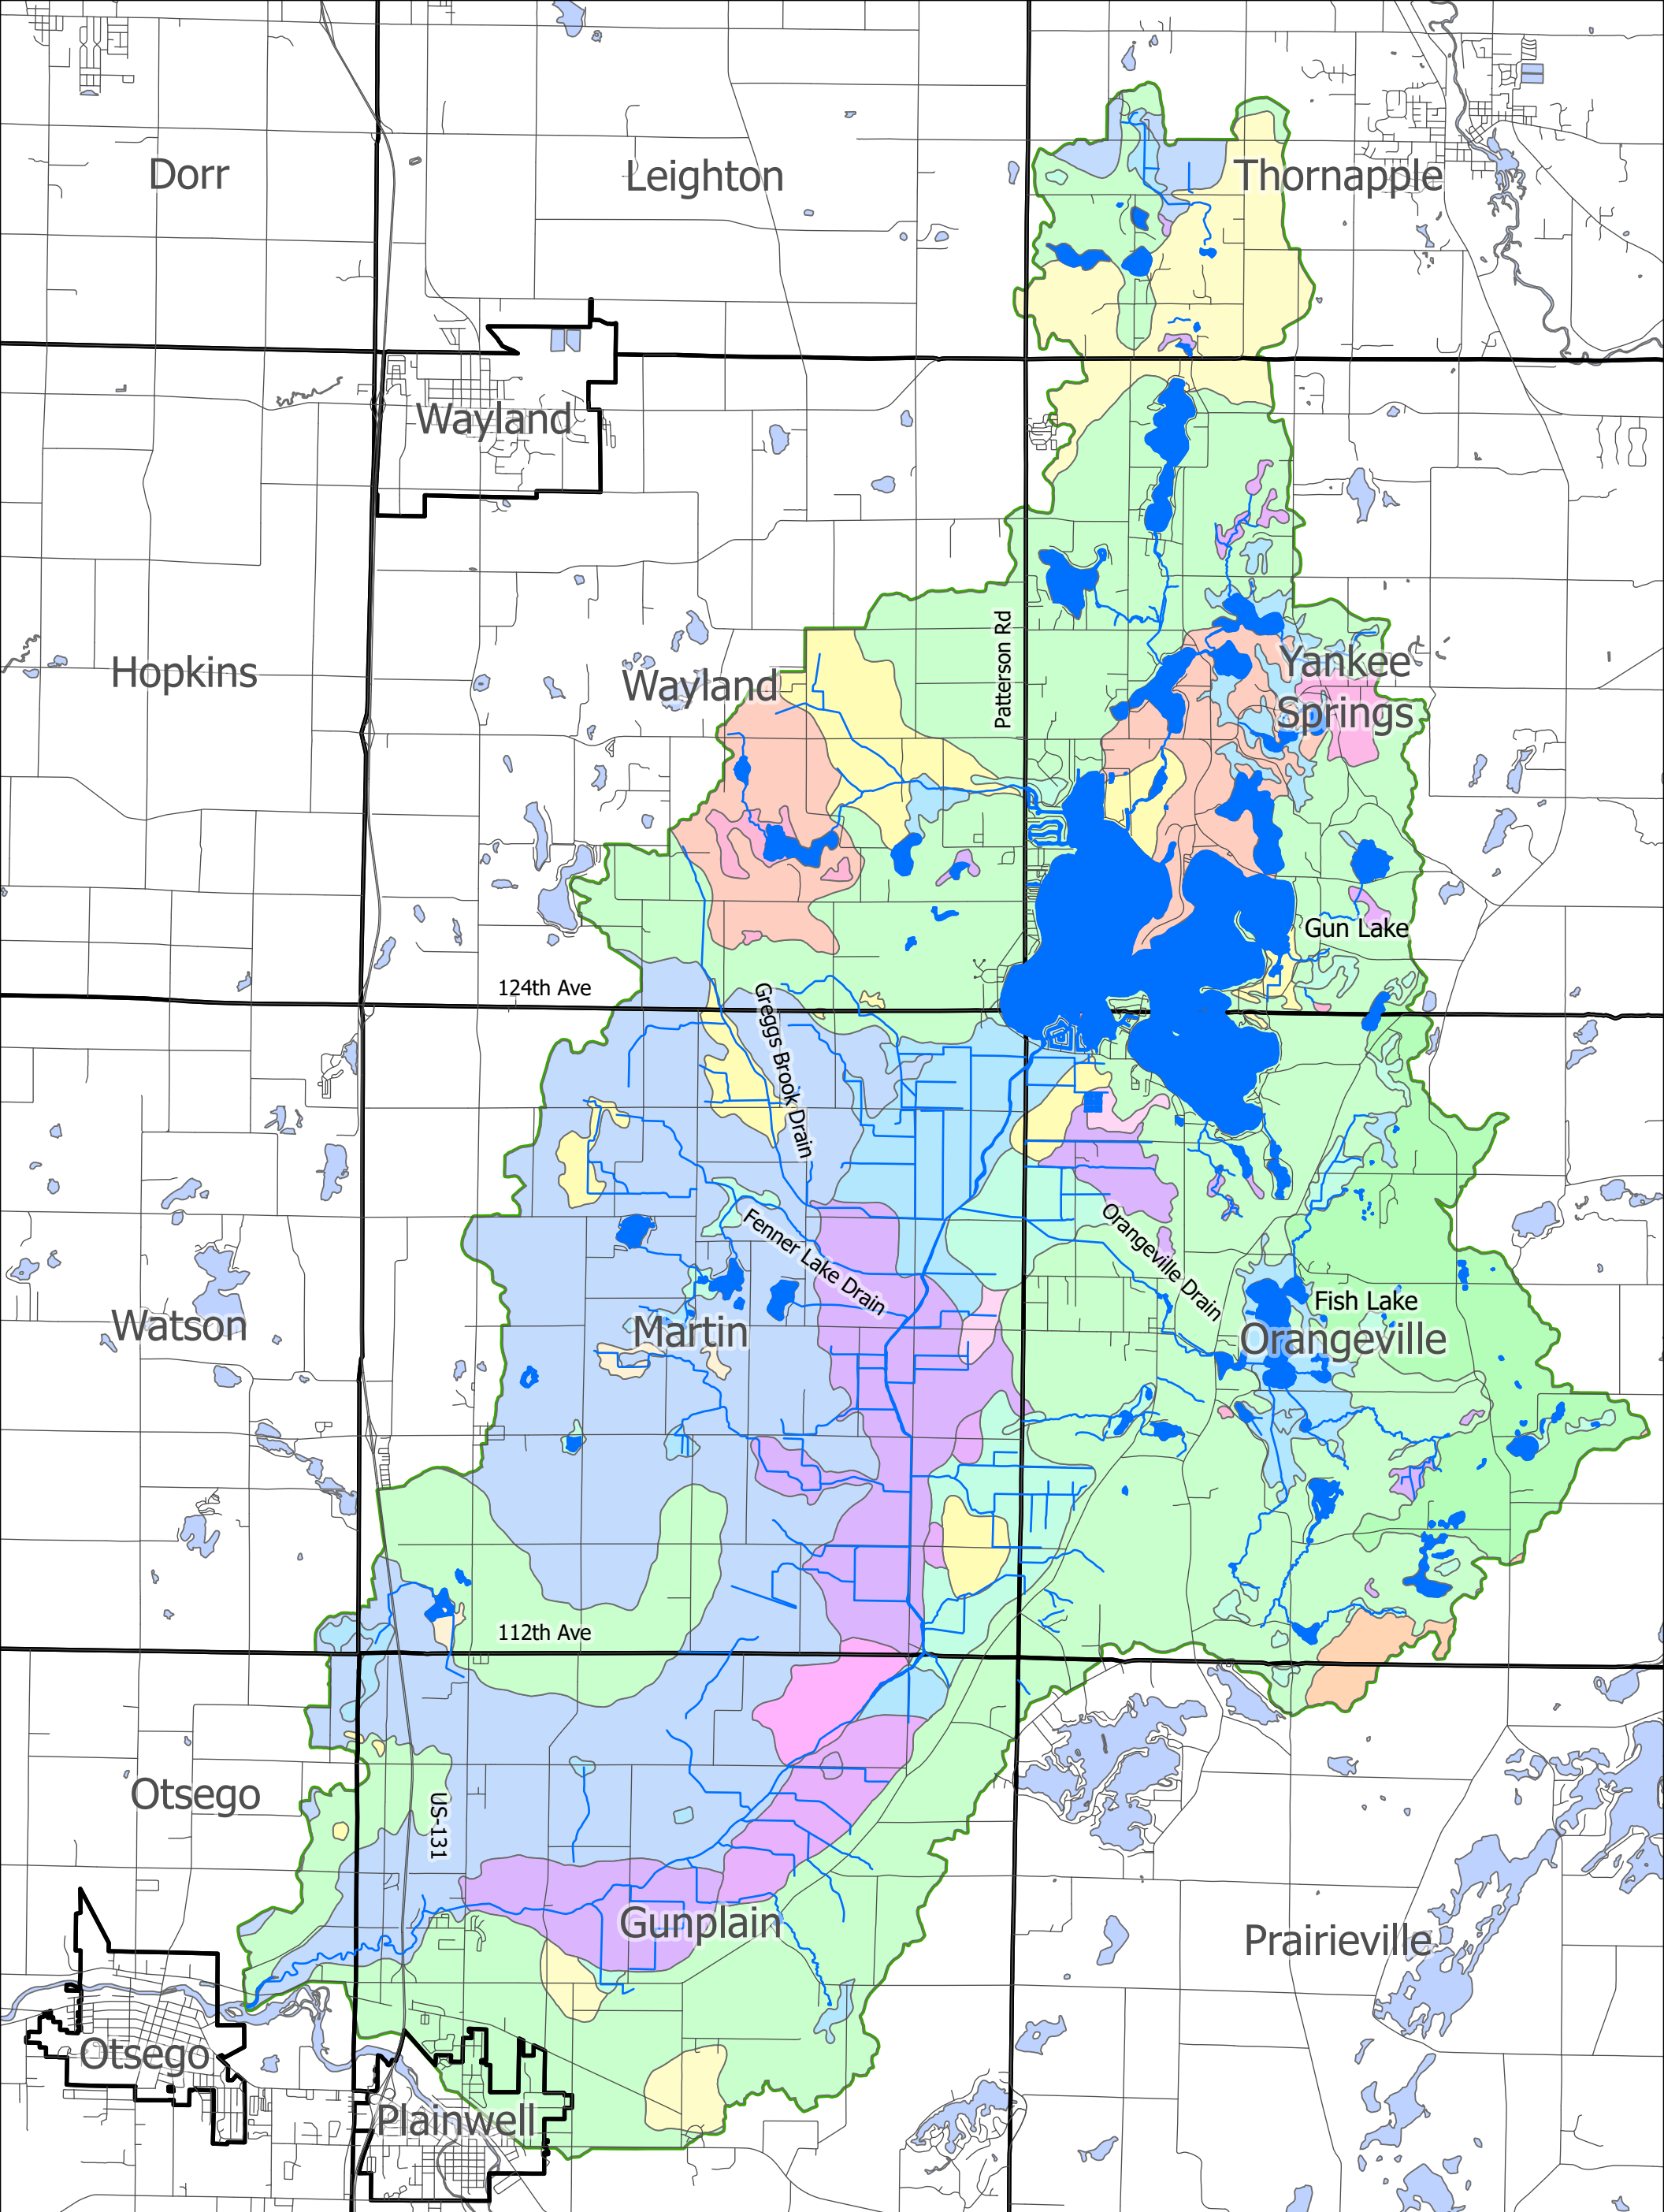 Dorr
Leighton
Thornapple
Wayland
Hopkins
Wayland
Patterson Rd
Yankee
Springs
Gun Lake
124th Ave
Greggs Brook Drain
Fenner Lake Drain
Orangeville Drain
Fish Lake
Watson
Martin
Orangeville
112th Ave
Otsego
US-131
Gunplain
Prairieville
Otsego
Plainwell